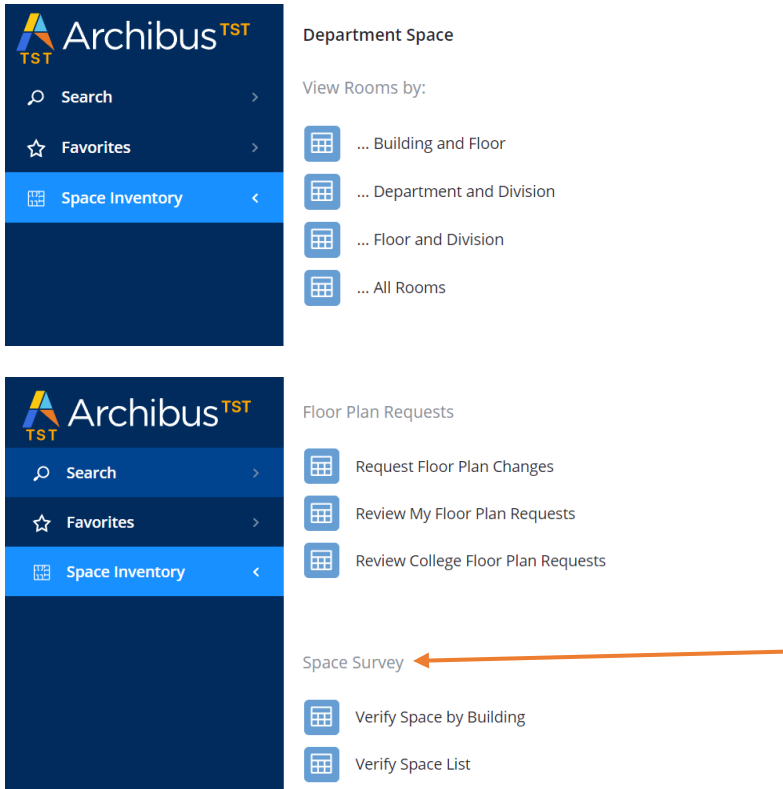 Archibus TST
TST
Search
Favorites
Space Inventory
Department Space
View Rooms by:
... Building and Floor
... Department and Division
... Floor and Division
... All Rooms
Archibus TST
TST
Search
Favorites
Space Inventory
Floor Plan Requests
Request Floor Plan Changes
Review My Floor Plan Requests
Review College Floor Plan Requests
Space Survey
Verify Space by Building
Verify Space List